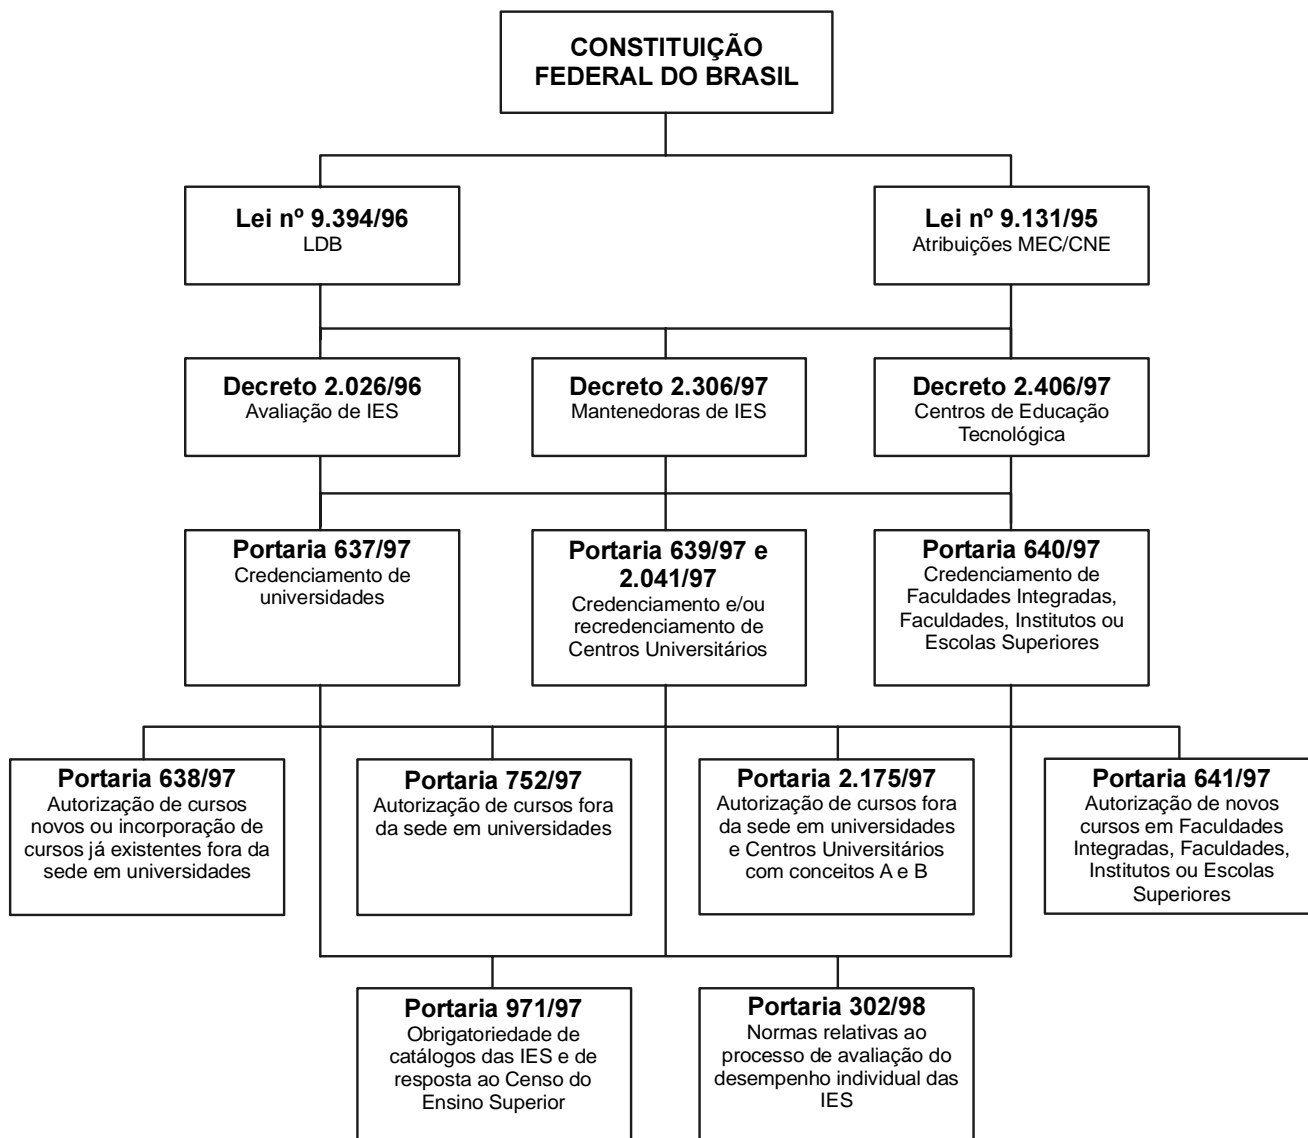 CONSTITUIÇÃO
FEDERAL DO BRASIL
Lei nº 9.394/96
LDB
Lei nº 9.131/95
Atribuições MEC/CNE
Decreto 2.026/96
Avaliação de IES
Decreto 2.306/97
Mantenedoras de IES
Decreto 2.406/97
Centros de Educação
Tecnológica
Portaria 637/97
Credenciamento de
universidades
Portaria 639/97 e
2.041/97
Credenciamento e/ou
recredenciamento de
Centros Universitários
Portaria 640/97
Credenciamento de
Faculdades Integradas,
Faculdades, Institutos ou
Escolas Superiores
Portaria 638/97
Autorização de cursos
novos ou incorporação de
cursos já existentes fora da
sede em universidades
Portaria 752/97
Autorização de cursos fora
da sede em universidades
Portaria 2.175/97
Autorização de cursos fora
da sede em universidades
e Centros Universitários
com conceitos A e B
Portaria 641/97
Autorização de novos
cursos em Faculdades
Integradas, Faculdades,
Institutos ou Escolas
Superiores
Portaria 971/97
Obrigatoriedade de
catálogos das IES e de
resposta ao Censo do
Ensino Superior
Portaria 302/98
Normas relativas ao
processo de avaliação do
desempenho individual das
IES